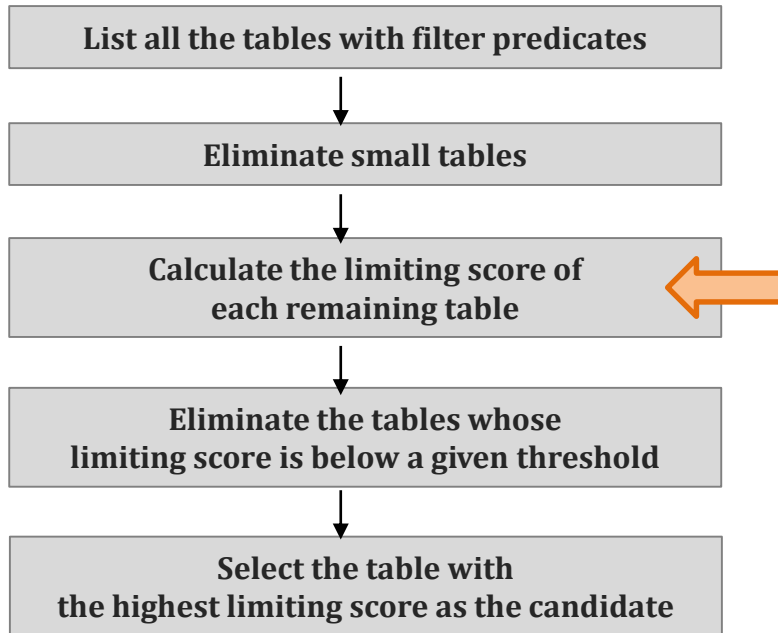 List all the tables with filter predicates
Eliminate small tables
Calculate the limiting score of
each remaining table
Eliminate the tables whose
limiting score is below a given threshold
Select the table with
the highest limiting score as the candidate